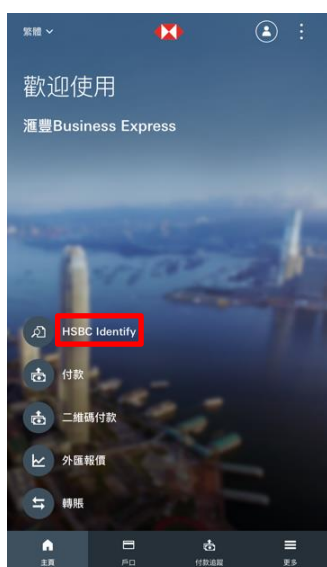 繁體
歡迎使用
滙豐Business Express
HSBC Identify
付款
二維碼付款
外匯報價
轉賬
主頁
戶口
付款追蹤
更多